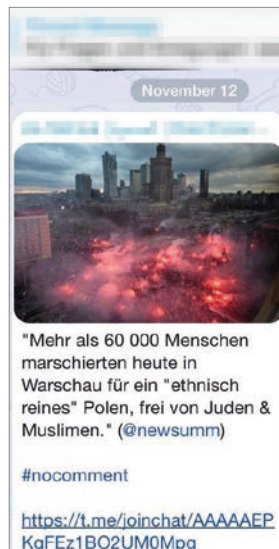 November 12
"Mehr als 60 000 Menschen
marschierten heute in
Warschau für ein "ethnisch
reines" Polen, frei von Juden &
Muslimen." (@newsumm)
#nocomment
https://t.me/joinchat/AAAAAEP
KgFEz1BO2UM0Mpg